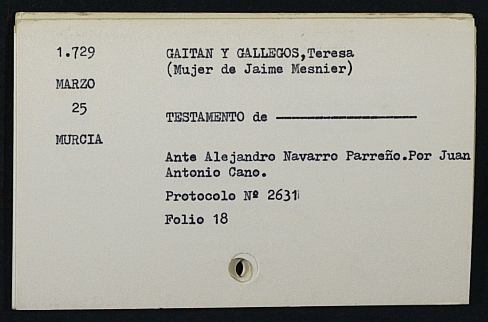 1.729
MARZO
25
MURCIA
GAITAN Y GALLEGOS,Teresa
(Mujer de Jaime Mesnier)
TESTAMENTO de
Ante Alejandro Navarro Parreño.Por Juan
Antonio Cano.
Protocolo Nº 2631
Folio 18